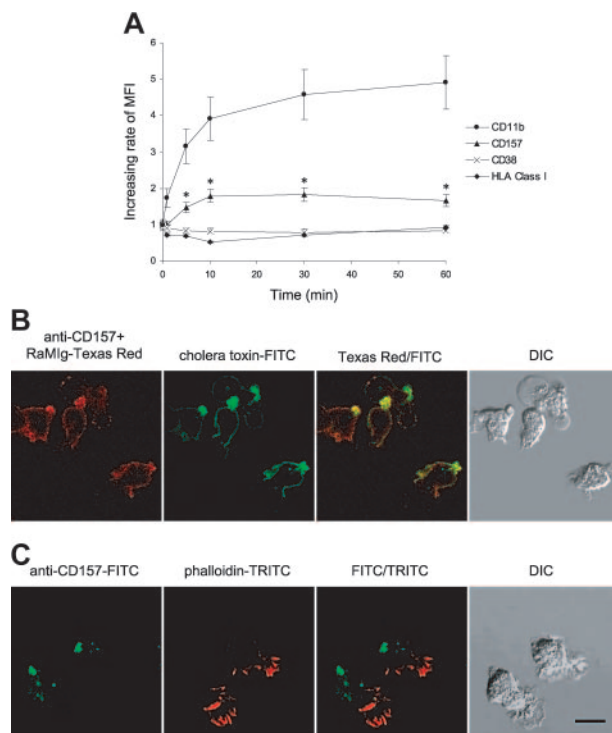 A
6
5
4
3
2
1
0
Increasing rate of MFI
* * * *
0 10 20 30 40 50 60
Time (min)
CD11b
CD157
CD38
HLA Class I
B
anti-CD157+
RaMIg-Texas Red
cholera toxin-FITC
Texas Red/FITC
DIC
C
anti-CD157-FITC
phalloidin-TRITC
FITC/TRITC
DIC